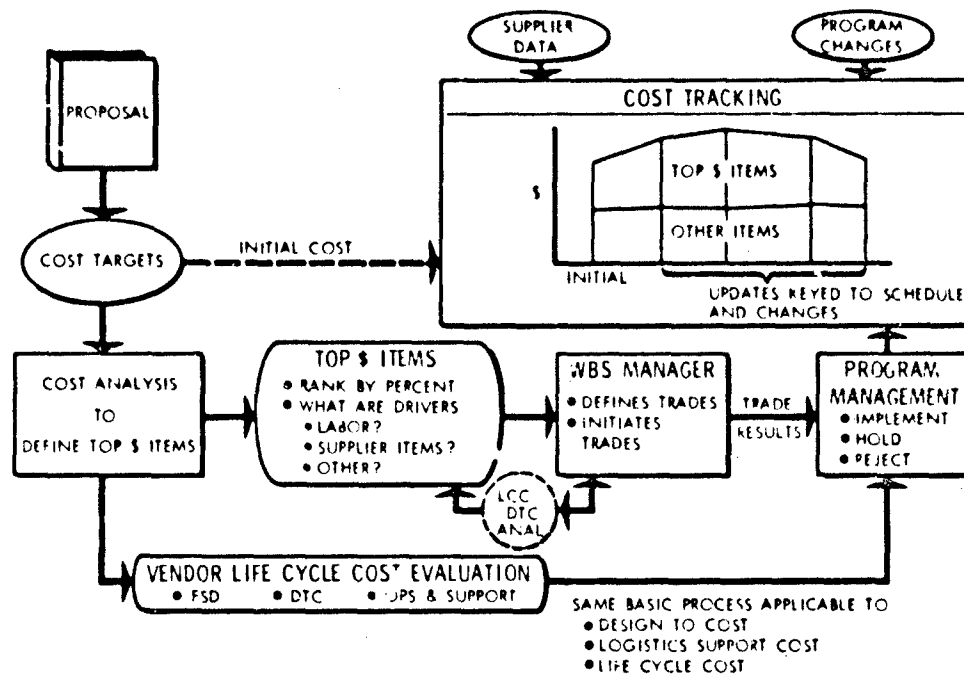 SUPPLIER
DATA
PROGRAM
CHANGES
PROPOSAL
COST TRACKING
$
TOP $ ITEMS
OTHER ITEMS
INITIAL
UPDATES KEYED TO SCHEDULE
AND CHANGES
COST TARGETS
INITIAL COST
COST ANALYSIS
TO
DEFINE TOP $ ITEMS
TOP $ ITEMS
• RANK BY PERCENT
• WHAT ARE DRIVERS
• LABOR?
• SUPPLIER ITEMS?
• OTHER?
WBS MANAGER
• DEFINES TRADES
• INITIATES
TRADES
TRADE
RESULTS
PROGRAM
MANAGEMENT
• IMPLEMENT
• HOLD
• REJECT
LCC
DTC
ANAL
VENDOR LIFE CYCLE COST EVALUATION
• FSD • DTC • OPS & SUPPORT
SAME BASIC PROCESS APPLICABLE TO
• DESIGN TO COST
• LOGISTICS SUPPORT COST
• LIFE CYCLE COST